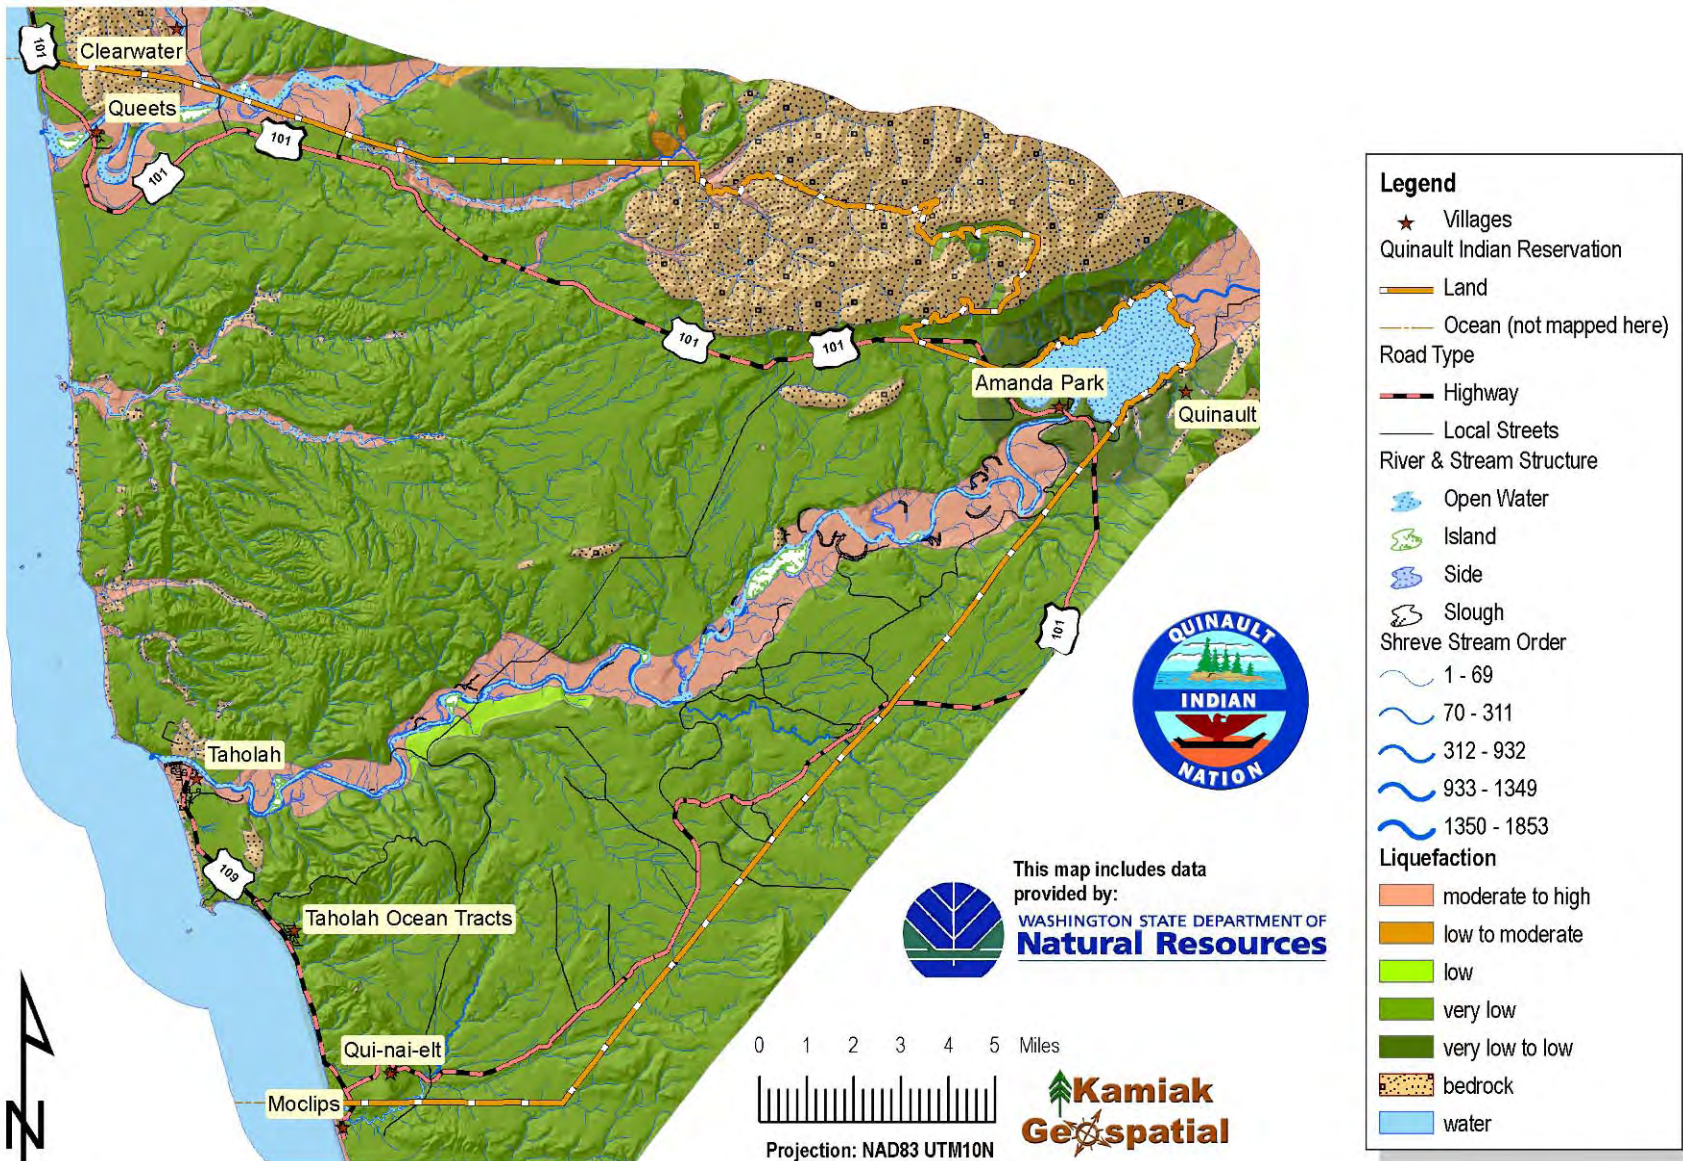 101
Clearwater
Queets
101
101
101
101
Amanda Park
Quinault
101
Taholah
109
Taholah Ocean Tracts
Qui-nai-elt
Moclips
N
QUINAULT
INDIAN
NATION
This map includes data
provided by:
WASHINGTON STATE DEPARTMENT OF
Natural Resources
0 1 2 3 4 5 Miles
Projection: NAD83 UTM10N
Kamiak
Geospatial
Legend
Villages
Quinault Indian Reservation
Land
Ocean (not mapped here)
Road Type
Highway
Local Streets
River & Stream Structure
Open Water
Island
Side
Slough
Shreve Stream Order
1 - 69
70 - 311
312 - 932
933 - 1349
1350 - 1853
Liquefaction
moderate to high
low to moderate
low
very low
very low to low
bedrock
water